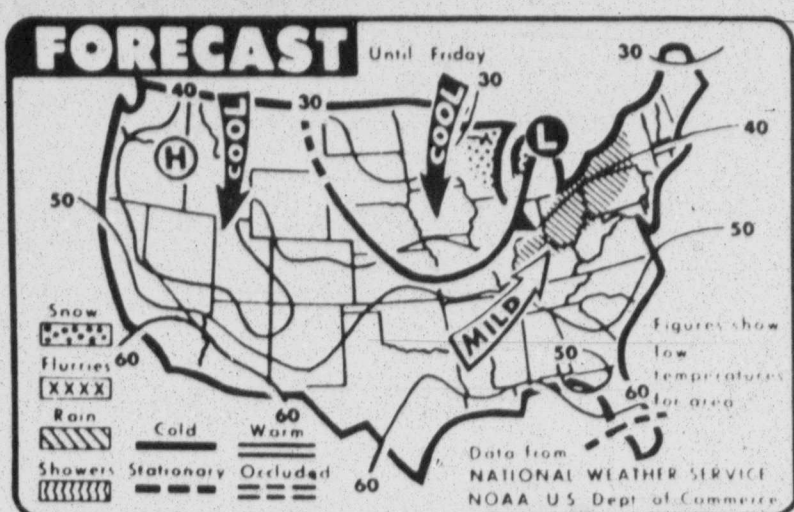 FORECAST
Until Friday
30
30
40
30
COOL
COOL
L
H
40
50
50
MILD
Snow
Flurries
XXXX
60
Rain
Showers
Cold
Warm
Stationary
Occluded
60
60
50
60
Figures show
low
temperatures
for area
Data from
NATIONAL WEATHER SERVICE
NOAA U S Dept of Commerce